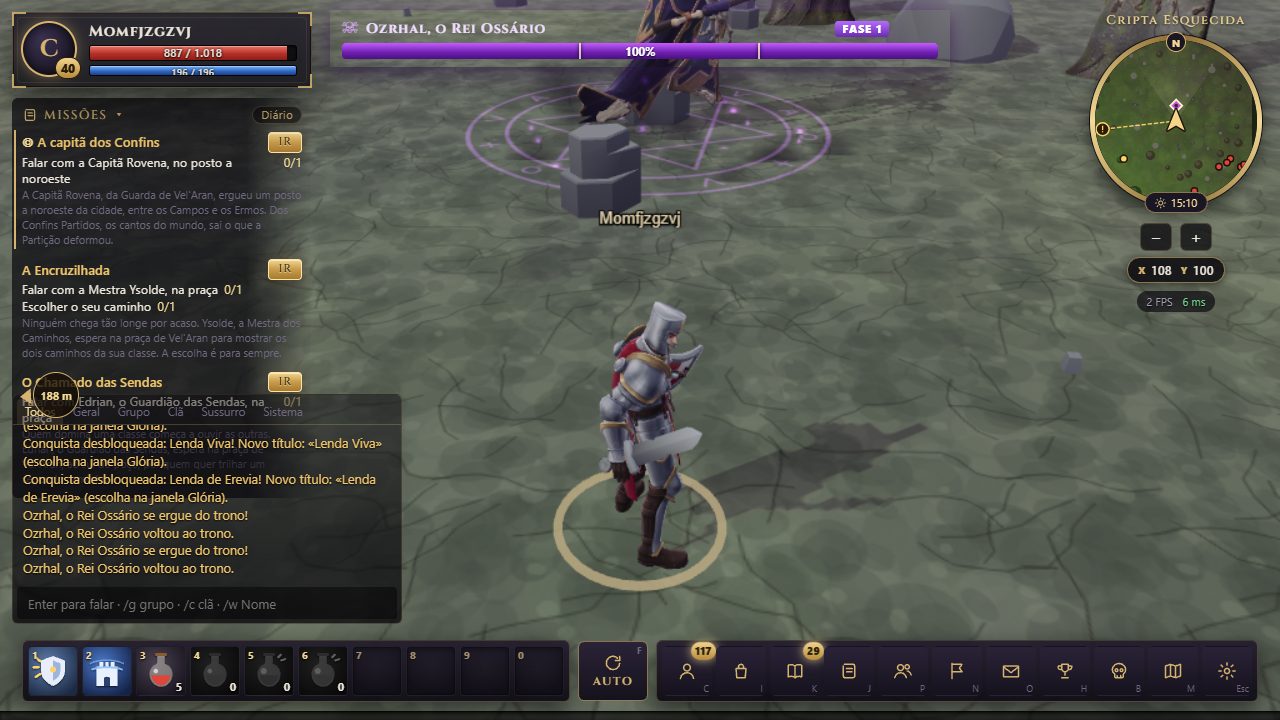 C
40
Momfjzgzvj
887 / 1.018
196 / 196
Ozrhal, o Rei Ossário
FASE 1
100%
Cripta Esquecida
N
!
15:10
−
+
X 108 Y 100
2 FPS 6 ms
MISSÕES
Diário
A capitã dos Confins
IR
Falar com a Capitã Rovena, no posto a noroeste
0/1
A Capitã Rovena, da Guarda de Vel'Aran, ergueu um posto
a noroeste da cidade, entre os Campos e os Ermos. Dos
Confins Partidos, os cantos do mundo, sai o que a
Partição deformou.
A Encruzilhada
IR
Falar com a Mestra Ysolde, na praça 0/1
Escolher o seu caminho 0/1
Ninguém chega tão longe por acaso. Ysolde, a Mestra dos
Caminhos, espera na praça de Vel'Aran para mostrar os
dois caminhos da sua classe. A escolha é para sempre.
O Chamado das Sendas
IR
188 m
Edrian, o Guardião das Sendas, na
0/1
praça
Todos Geral Grupo Clã Sussurro Sistema
(escolha na janela Glória).
Conquista desbloqueada: Lenda Viva! Novo título: «Lenda Viva»
(escolha na janela Glória).
Conquista desbloqueada: Lenda de Erevia! Novo título: «Lenda
de Erevia» (escolha na janela Glória).
Ozrhal, o Rei Ossário se ergue do trono!
Ozrhal, o Rei Ossário voltou ao trono.
Ozrhal, o Rei Ossário se ergue do trono!
Ozrhal, o Rei Ossário voltou ao trono.
Enter para falar · /g grupo · /c clã · /w Nome
Momfjzgzvj
1 2 3 4 5 6 7 8 9 0
5 0 0 0
F
AUTO
117 29
C I K J P N O H B M Esc